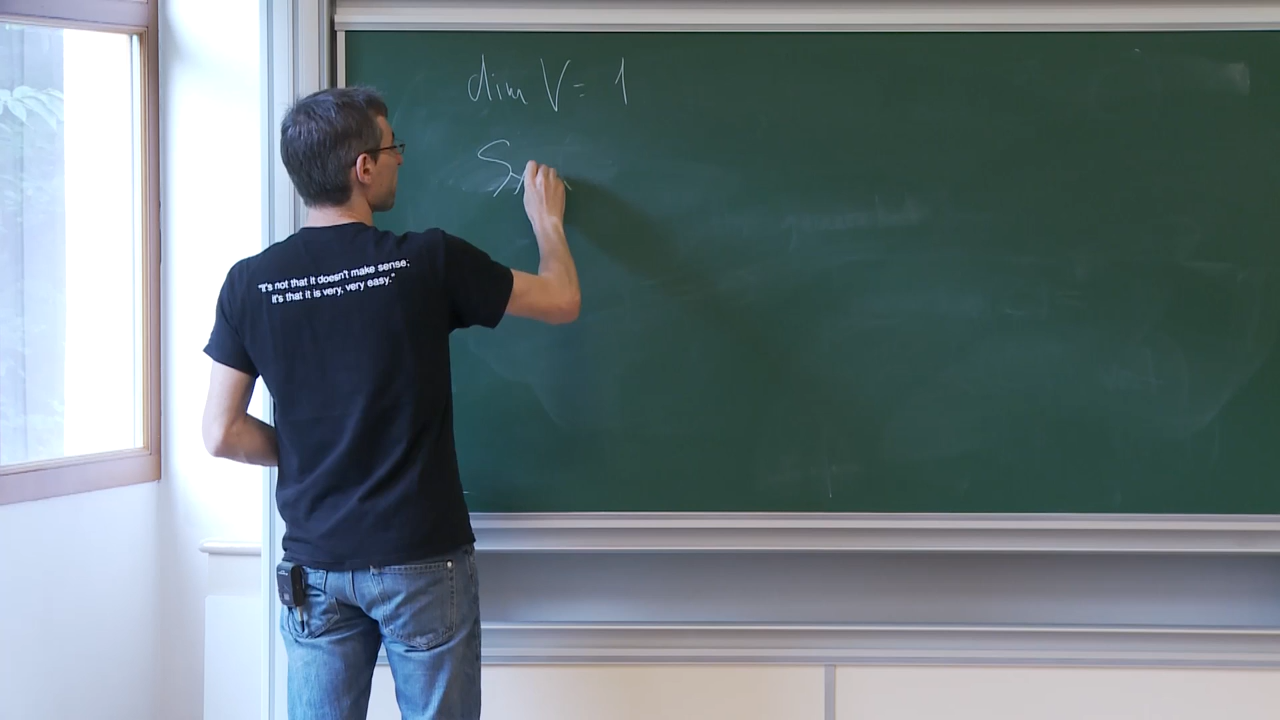 dim V = 1
"It's not that it doesn't make sense;
it's that it is very, very easy."